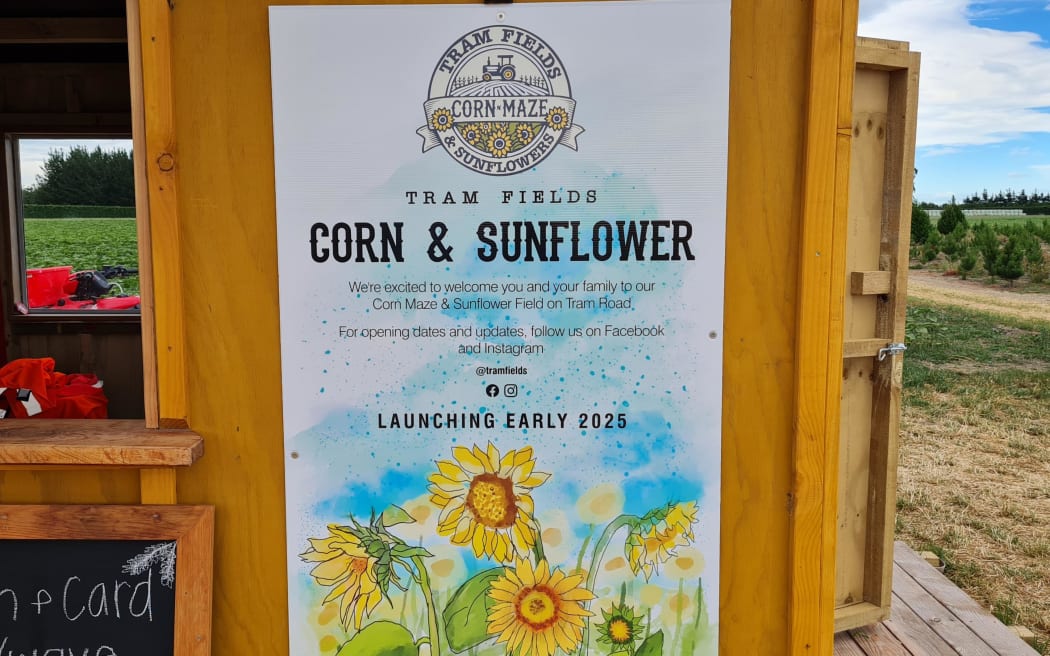 TRAM FIELDS
CORN N MAZE
& SUNFLOWERS
TRAM FIELDS
CORN & SUNFLOWER
We're excited to welcome you and your family to our
Corn Maze & Sunflower Field on Tram Road.
For opening dates and updates, follow us on Facebook
and Instagram
@tramfields
LAUNCHING EARLY 2025
+ Card